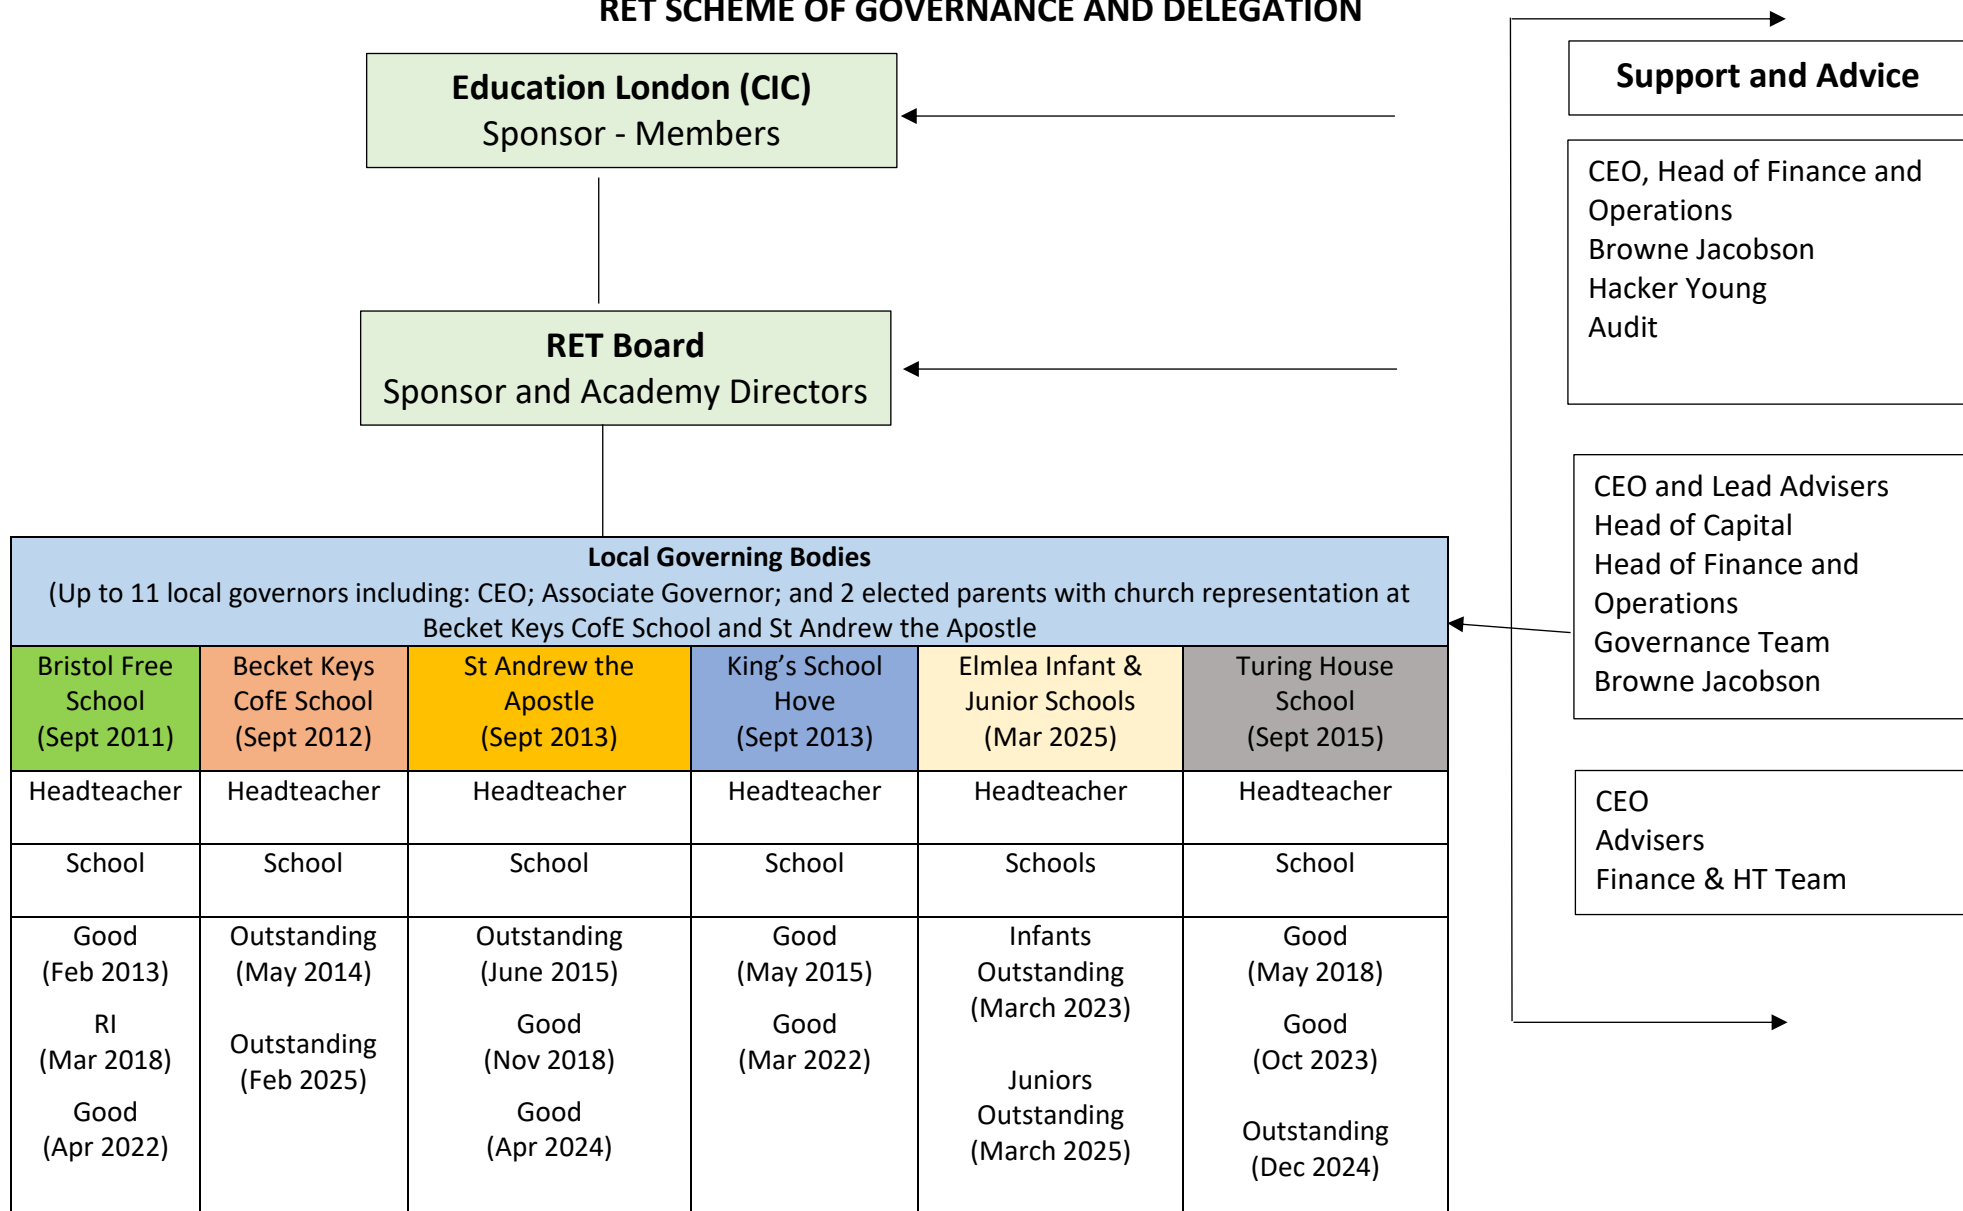 RET SCHEME OF GOVERNANCE AND DELEGATION
Education London (CIC)
Sponsor - Members
RET Board
Sponsor and Academy Directors
Support and Advice
CEO, Head of Finance and
Operations
Browne Jacobson
Hacker Young
Audit
CEO and Lead Advisers
Head of Capital
Head of Finance and
Operations
Governance Team
Browne Jacobson
CEO
Advisers
Finance & HT Team
Local Governing Bodies
(Up to 11 local governors including: CEO; Associate Governor; and 2 elected parents with church representation at
Becket Keys CofE School and St Andrew the Apostle
Bristol Free
School
(Sept 2011)
Becket Keys
CofE School
(Sept 2012)
St Andrew the
Apostle
(Sept 2013)
King's School
Hove
(Sept 2013)
Elmlea Infant &
Junior Schools
(Mar 2025)
Turing House
School
(Sept 2015)
Headteacher
Headteacher
Headteacher
Headteacher
Headteacher
Headteacher
School
School
School
School
Schools
School
Good
(Feb 2013)
RI
(Mar 2018)
Good
(Apr 2022)
Outstanding
(May 2014)
Outstanding
(Feb 2025)
Outstanding
(June 2015)
Good
(Nov 2018)
Good
(Apr 2024)
Good
(May 2015)
Good
(Mar 2022)
Infants
Outstanding
(March 2023)
Juniors
Outstanding
(March 2025)
Good
(May 2018)
Good
(Oct 2023)
Outstanding
(Dec 2024)